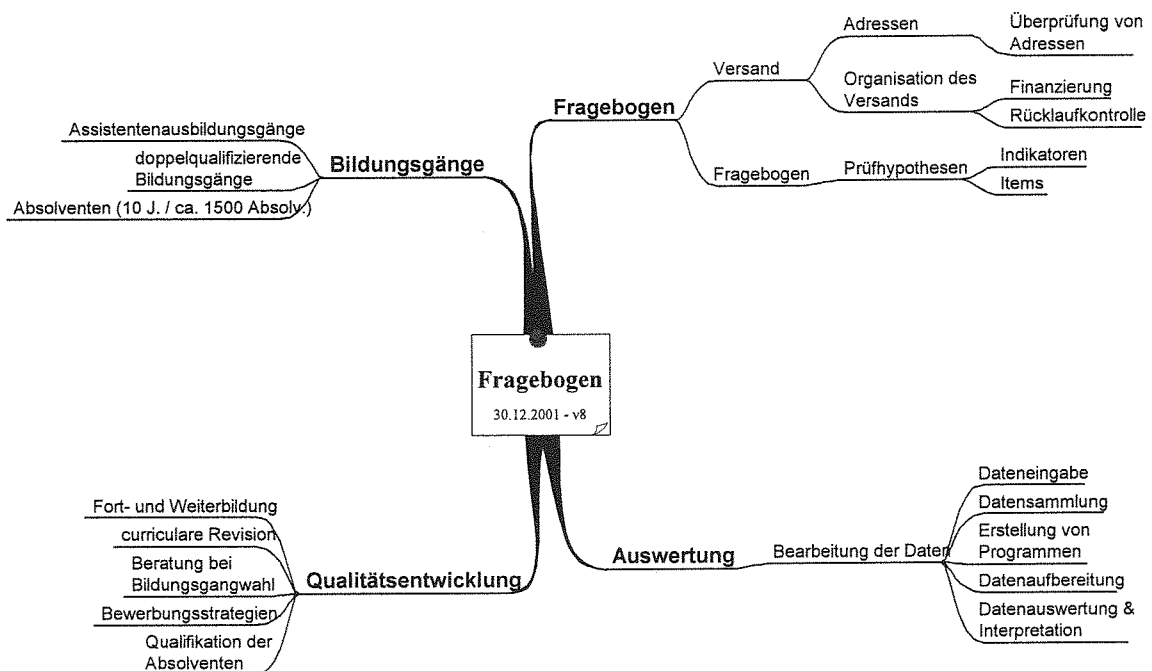 Fragebogen
30.12.2001 - v8
Fragebogen
Versand
Adressen
Überprüfung von
Adressen
Organisation des
Versands
Finanzierung
Rücklaufkontrolle
Fragebogen
Prüfhypothesen
Indikatoren
Items
Bildungsgänge
Assistentenausbildungsgänge
doppelqualifizierende
Bildungsgänge
Absolventen (10 J. / ca. 1500 Absolv.)
Qualitätsentwicklung
Fort- und Weiterbildung
curriculare Revision
Beratung bei
Bildungsgangwahl
Bewerbungsstrategien
Qualifikation der
Absolventen
Auswertung
Bearbeitung der Daten
Dateneingabe
Datensammlung
Erstellung von
Programmen
Datenaufbereitung
Datenauswertung &
Interpretation